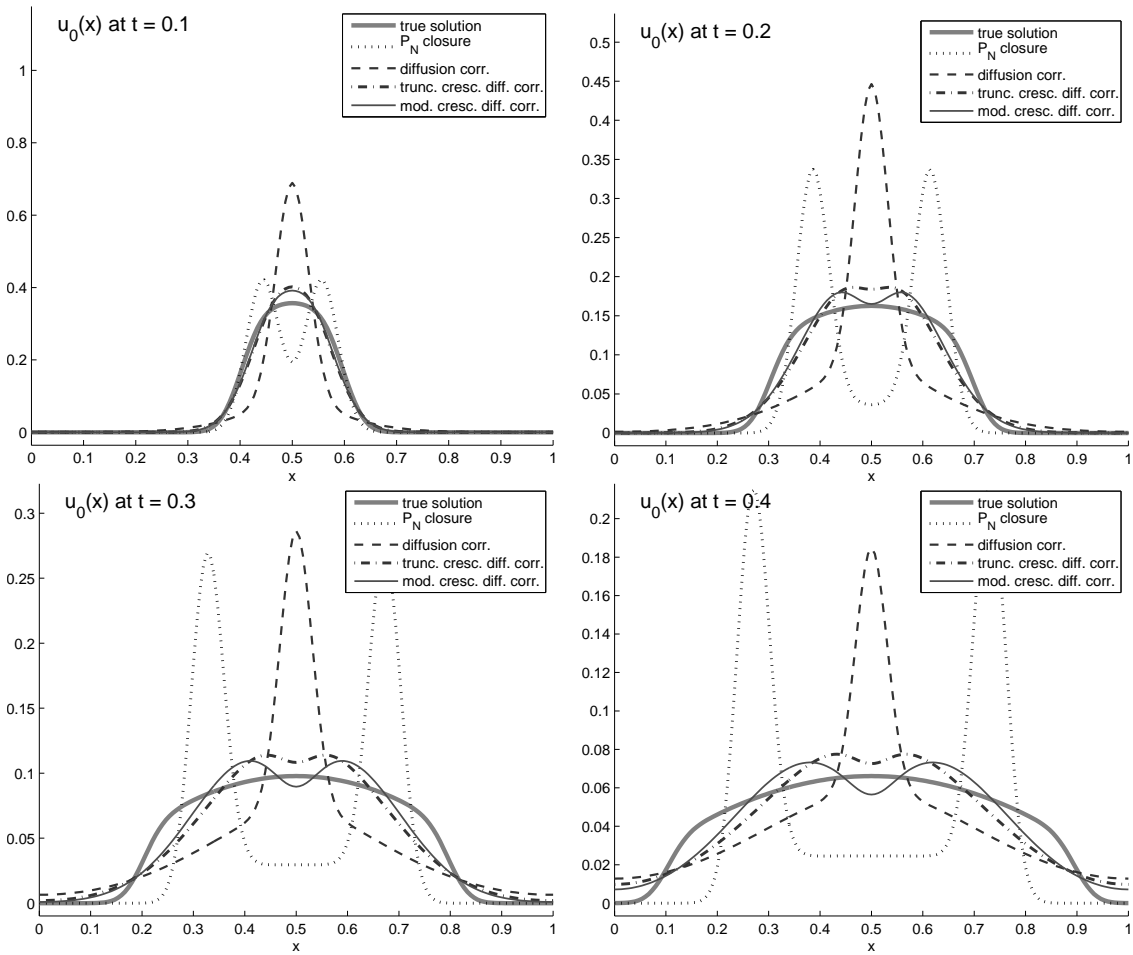 u0(x) at t = 0.1
true solution
PN closure
diffusion corr.
trunc. cresc. diff. corr.
mod. cresc. diff. corr.
1
0.8
0.6
0.4
0.2
0
0 0.1 0.2 0.3 0.4 0.5 0.6 0.7 0.8 0.9 1
x
u0(x) at t = 0.2
true solution
PN closure
diffusion corr.
trunc. cresc. diff. corr.
mod. cresc. diff. corr.
0.5
0.45
0.4
0.35
0.3
0.25
0.2
0.15
0.1
0.05
0
0 0.1 0.2 0.3 0.4 0.5 0.6 0.7 0.8 0.9 1
x
u0(x) at t = 0.3
true solution
PN closure
diffusion corr.
trunc. cresc. diff. corr.
mod. cresc. diff. corr.
0.3
0.25
0.2
0.15
0.1
0.05
0
0 0.1 0.2 0.3 0.4 0.5 0.6 0.7 0.8 0.9 1
x
u0(x) at t = 0.4
true solution
PN closure
diffusion corr.
trunc. cresc. diff. corr.
mod. cresc. diff. corr.
0.2
0.18
0.16
0.14
0.12
0.1
0.08
0.06
0.04
0.02
0
0 0.1 0.2 0.3 0.4 0.5 0.6 0.7 0.8 0.9 1
x